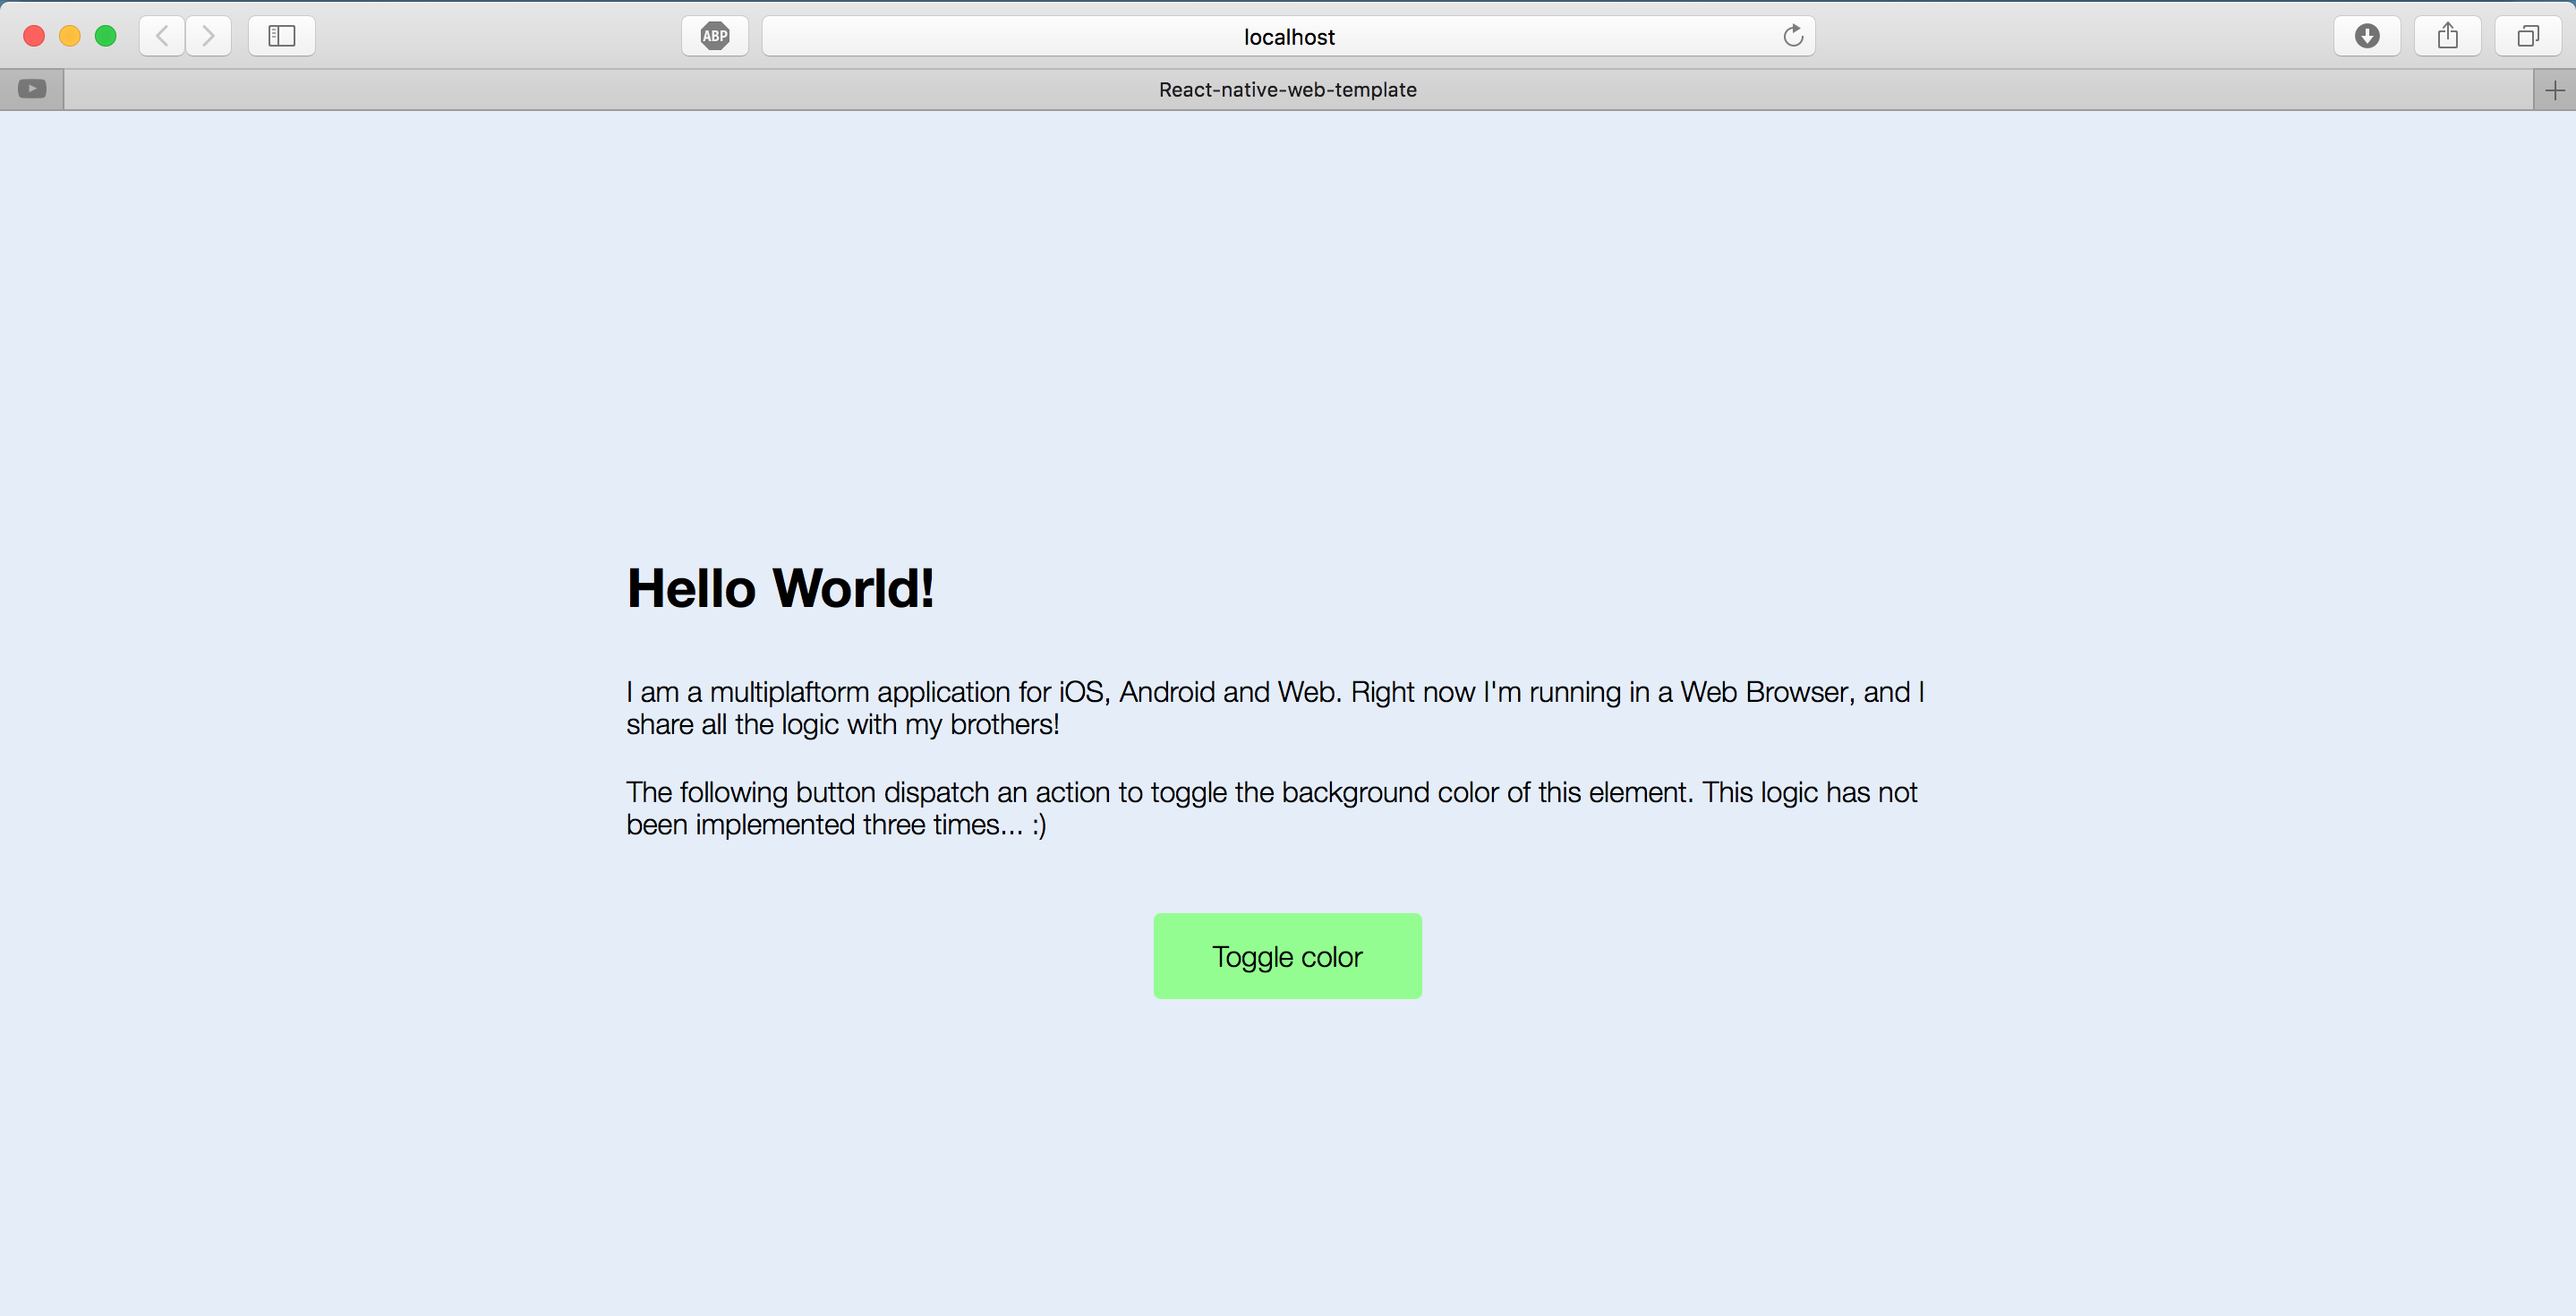 ABP
localhost
React-native-web-template
Hello World!
I am a multiplaftorm application for iOS, Android and Web. Right now I'm running in a Web Browser, and I
share all the logic with my brothers!
The following button dispatch an action to toggle the background color of this element. This logic has not
been implemented three times... :)
Toggle color